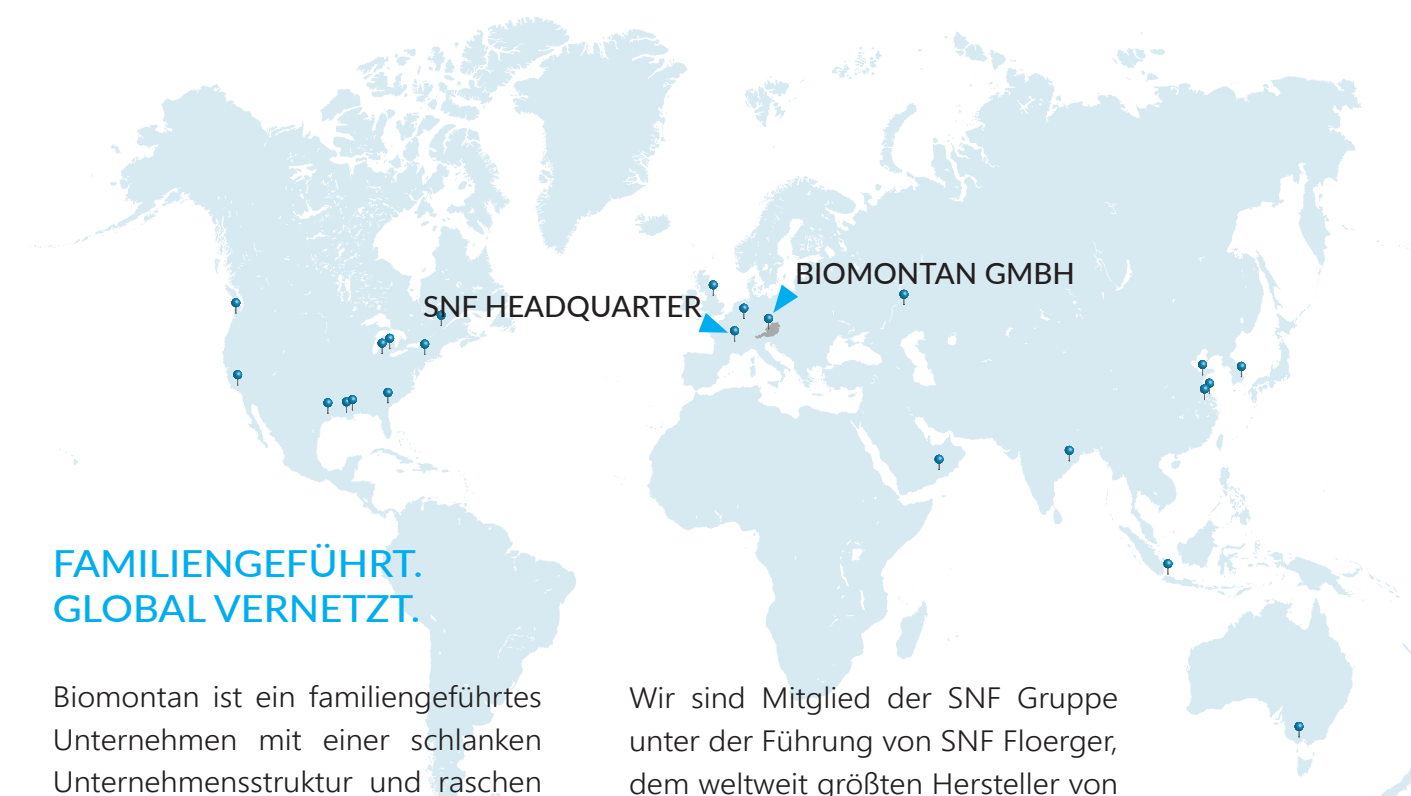 BIOMONTAN GMBH
SNF HEADQUARTER
FAMILIENGEFÜHRT.
GLOBAL VERNETZT.
Biomontan ist ein familiengeführtes
Unternehmen mit einer schlanken
Unternehmensstruktur und raschen
Wir sind Mitglied der SNF Gruppe
unter der Führung von SNF Floerger,
dem weltweit größten Hersteller von